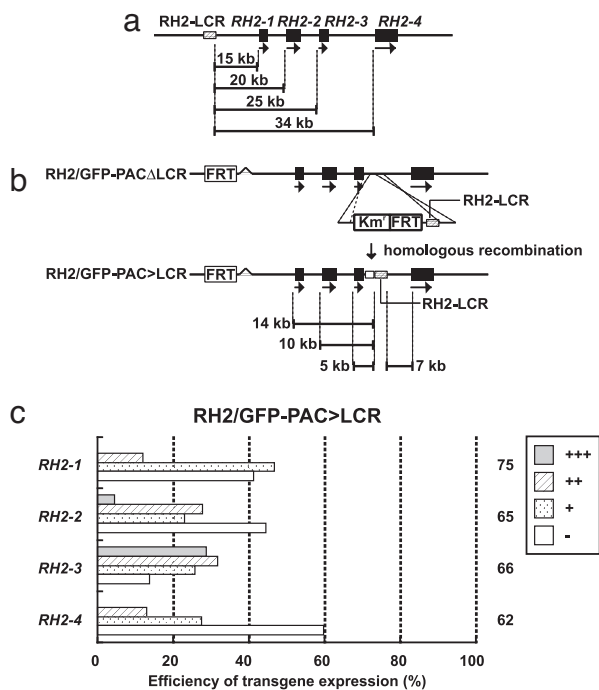 a
RH2-LCR RH2-1 RH2-2 RH2-3 RH2-4
15 kb
20 kb
25 kb
34 kb
b
RH2/GFP-PACΔLCR FRT
RH2-LCR
Kmʳ FRT
homologous recombination
RH2/GFP-PAC>LCR FRT
RH2-LCR
14 kb
10 kb
5 kb 7 kb
c
RH2/GFP-PAC>LCR
RH2-1 75
RH2-2 65
RH2-3 66
RH2-4 62
+++
++
+
-
0 20 40 60 80 100
Efficiency of transgene expression (%)